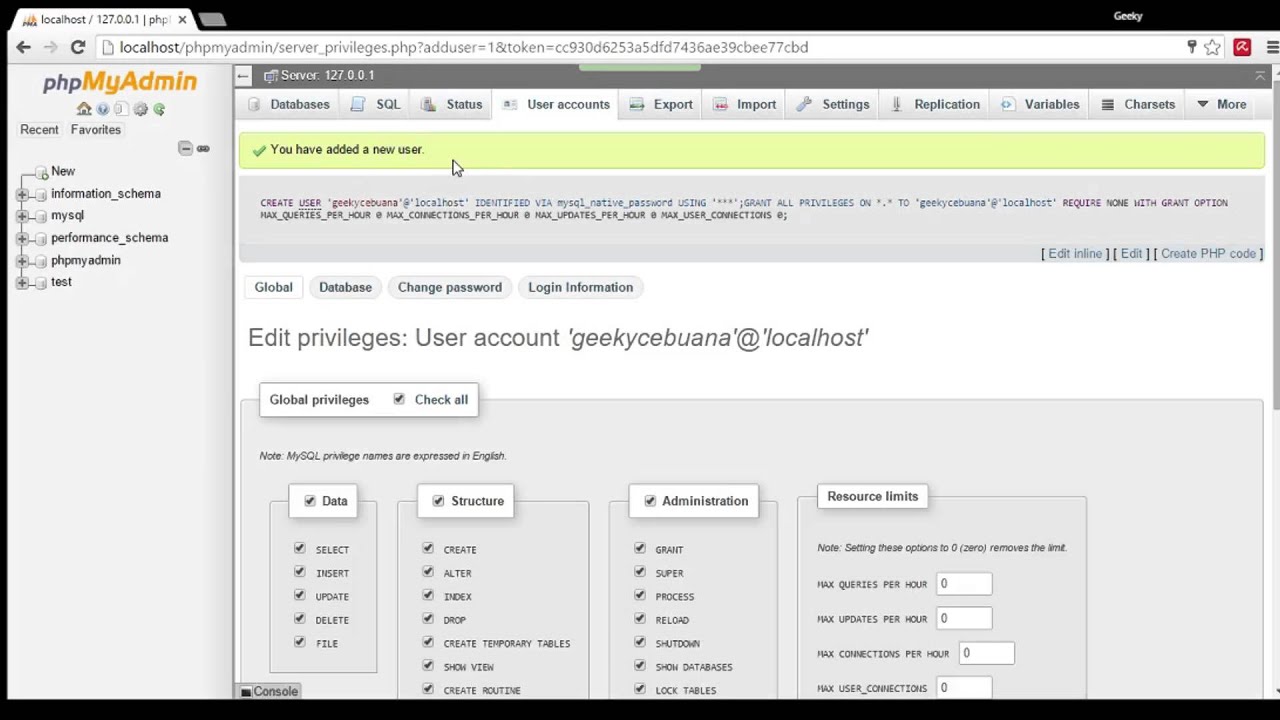 Geeky
localhost / 127.0.0.1 | phpl
localhost/phpmyadmin/server_privileges.php?adduser=1&token=cc930d6253a5dfd7436ae39cbee77cbd
phpMyAdmin
Recent Favorites
New
information_schema
mysql
performance_schema
phpmyadmin
test
Server: 127.0.0.1
Databases SQL Status User accounts Export Import Settings Replication Variables Charsets More
You have added a new user.
CREATE USER 'geekycebuana'@'localhost' IDENTIFIED VIA mysql_native_password USING '***';GRANT ALL PRIVILEGES ON *.* TO 'geekycebuana'@'localhost' REQUIRE NONE WITH GRANT OPTION
MAX_QUERIES_PER_HOUR 0 MAX_CONNECTIONS_PER_HOUR 0 MAX_UPDATES_PER_HOUR 0 MAX_USER_CONNECTIONS 0;
[ Edit inline ] [ Edit ] [ Create PHP code ]
Global Database Change password Login Information
Edit privileges: User account 'geekycebuana'@'localhost'
Global privileges Check all
Note: MySQL privilege names are expressed in English.
Data
SELECT
INSERT
UPDATE
DELETE
FILE
Structure
CREATE
ALTER
INDEX
DROP
CREATE TEMPORARY TABLES
SHOW VIEW
CREATE ROUTINE
Administration
GRANT
SUPER
PROCESS
RELOAD
SHUTDOWN
SHOW DATABASES
LOCK TABLES
Resource limits
Note: Setting these options to 0 (zero) removes the limit.
MAX QUERIES PER HOUR 0
MAX UPDATES PER HOUR 0
MAX CONNECTIONS PER HOUR 0
MAX USER_CONNECTIONS 0
Console